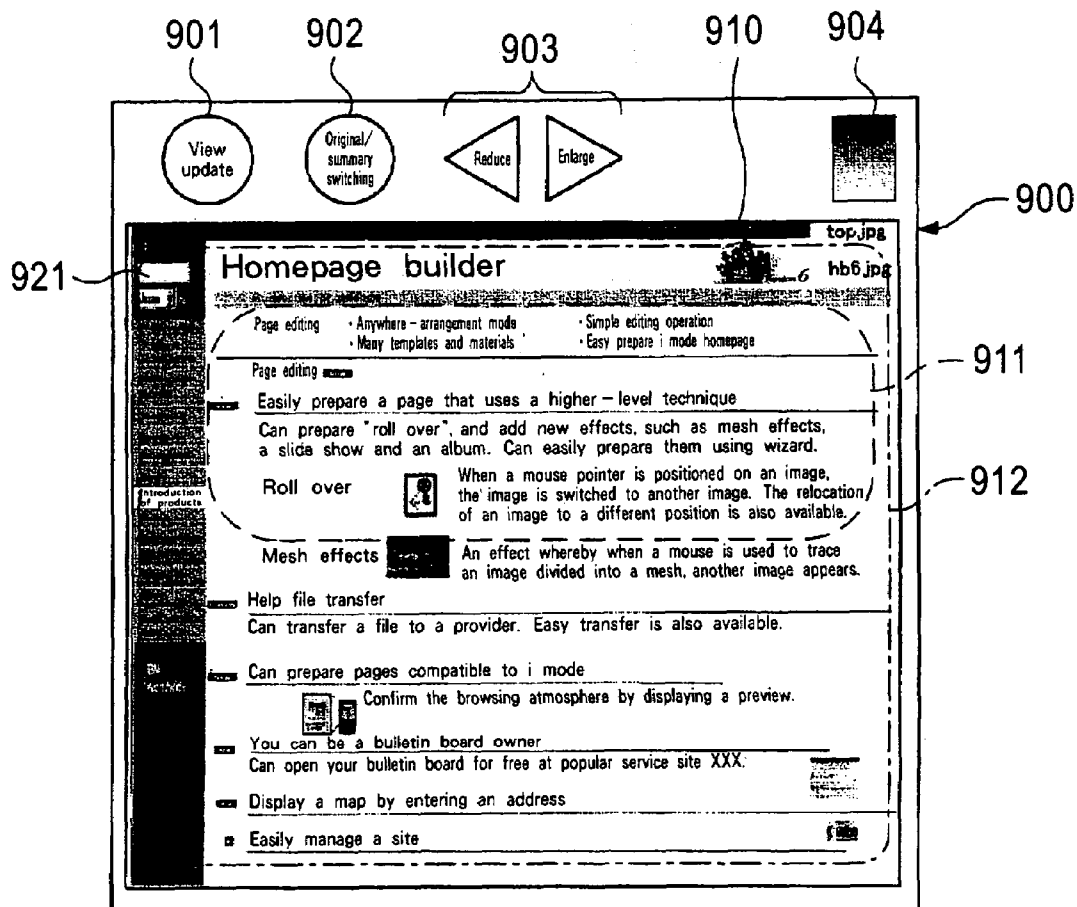 901
902
903
910
904
View update
Original/ summary switching
Reduce
Enlarge
900
top.jpg
921
Homepage builder
6
hb6.jpg
Page editing
・Anywhere – arrangement mode
・Simple editing operation
・Many templates and materials
・Easy prepare i mode homepage
Page editing
911
Easily prepare a page that uses a higher – level technique
Can prepare "roll over", and add new effects, such as mesh effects,
a slide show and an album. Can easily prepare them using wizard.
912
Roll over
When a mouse pointer is positioned on an image,
the image is switched to another image. The relocation
of an image to a different position is also available.
Introduction
of products
Mesh effects
An effect whereby when a mouse is used to trace
an image divided into a mesh, another image appears.
Help file transfer
Can transfer a file to a provider. Easy transfer is also available.
Can prepare pages compatible to i mode
Confirm the browsing atmosphere by displaying a preview.
You can be a bulletin board owner
Can open your bulletin board for free at popular service site XXX.
Display a map by entering an address
Easily manage a site